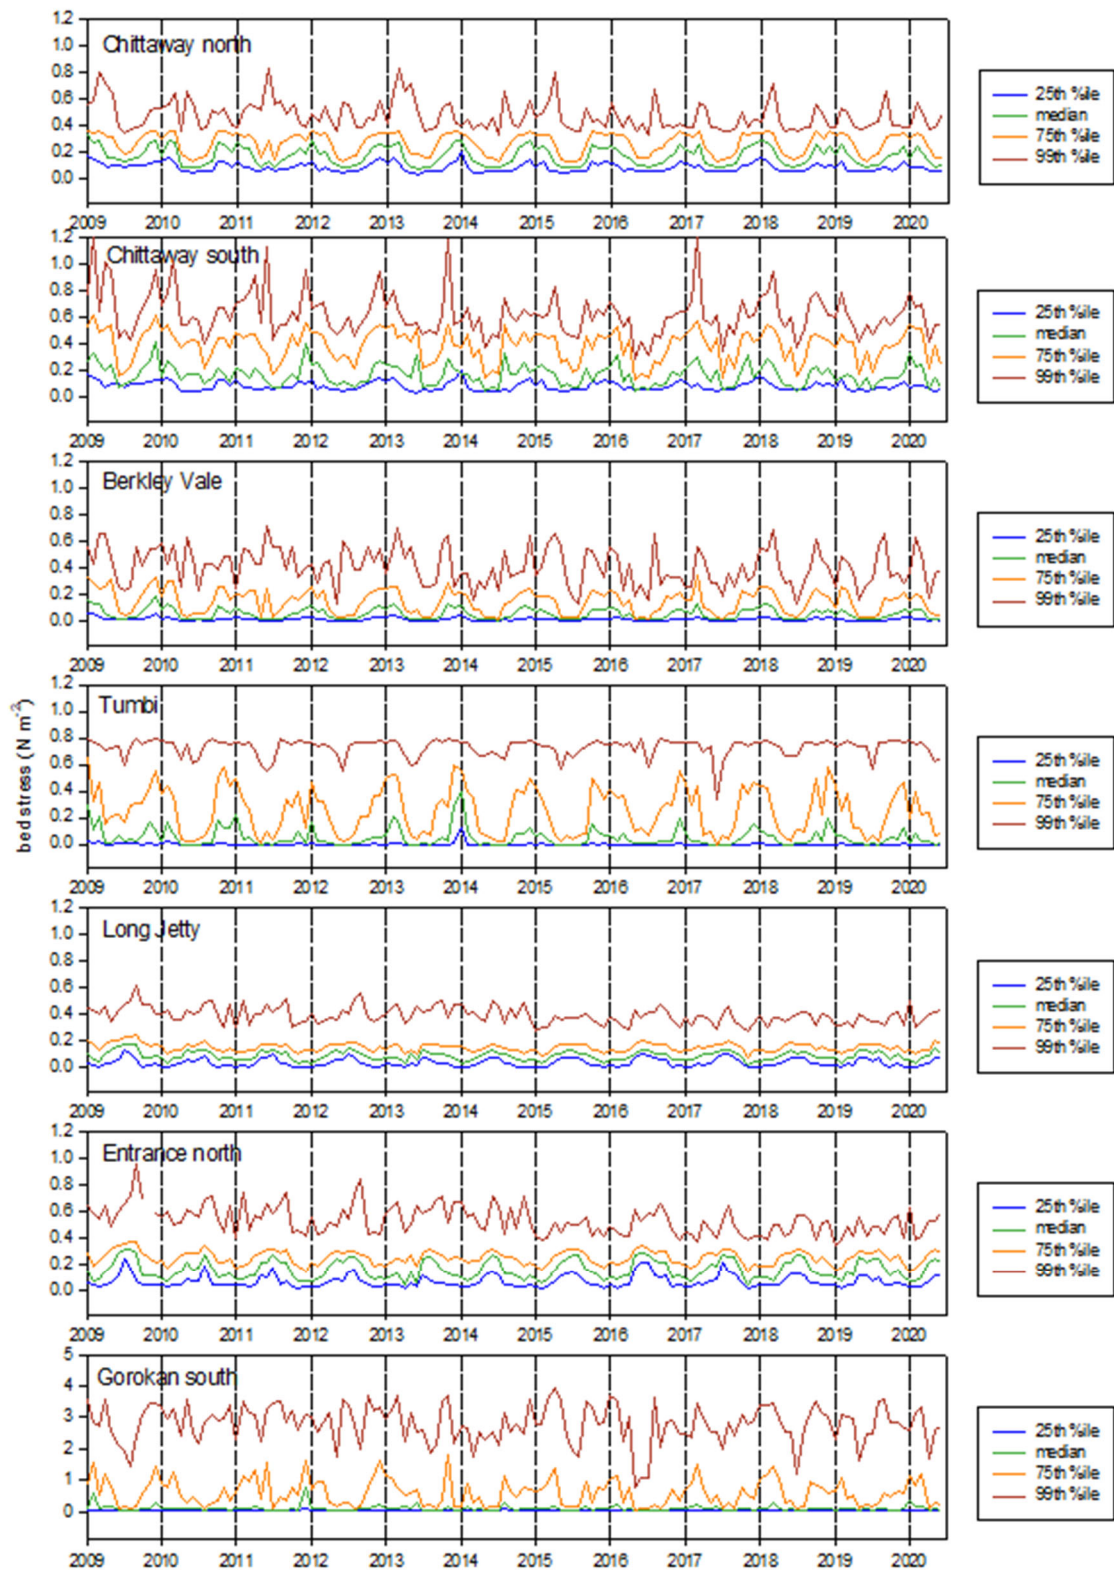 1.2
1.0
0.8
0.6
0.4
0.2
0.0
Chittaway north
2009 2010 2011 2012 2013 2014 2015 2016 2017 2018 2019 2020
25th %ile
median
75th %ile
99th %ile
1.2
1.0
0.8
0.6
0.4
0.2
0.0
Chittaway south
2009 2010 2011 2012 2013 2014 2015 2016 2017 2018 2019 2020
25th %ile
median
75th %ile
99th %ile
1.2
1.0
0.8
0.6
0.4
0.2
0.0
Berkley Vale
2009 2010 2011 2012 2013 2014 2015 2016 2017 2018 2019 2020
25th %ile
median
75th %ile
99th %ile
bedstress (N m-2)
1.2
1.0
0.8
0.6
0.4
0.2
0.0
Tumbi
2009 2010 2011 2012 2013 2014 2015 2016 2017 2018 2019 2020
25th %ile
median
75th %ile
99th %ile
1.2
1.0
0.8
0.6
0.4
0.2
0.0
Long Jetty
2009 2010 2011 2012 2013 2014 2015 2016 2017 2018 2019 2020
25th %ile
median
75th %ile
99th %ile
1.2
1.0
0.8
0.6
0.4
0.2
0.0
Entrance north
2009 2010 2011 2012 2013 2014 2015 2016 2017 2018 2019 2020
25th %ile
median
75th %ile
99th %ile
5
4
3
2
1
0
Gorokan south
2009 2010 2011 2012 2013 2014 2015 2016 2017 2018 2019 2020
25th %ile
median
75th %ile
99th %ile